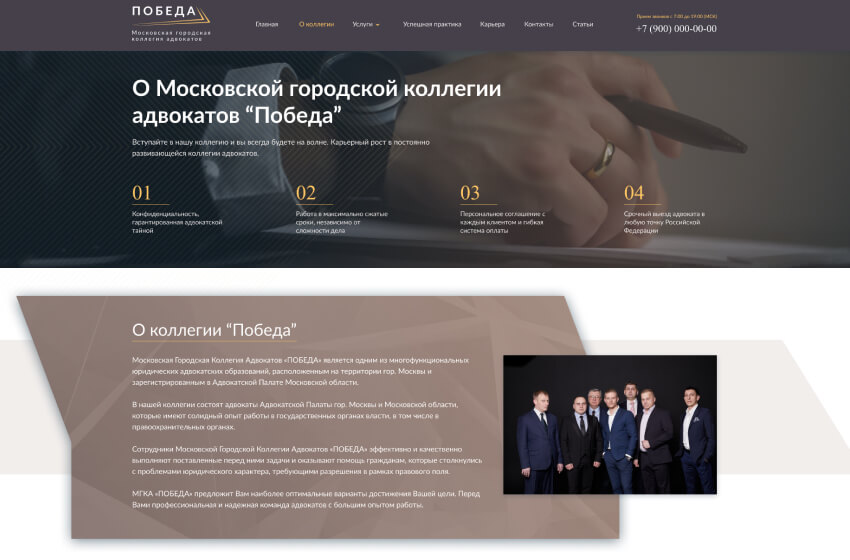 ПОБЕДА
Московская городская
коллегия адвокатов
Главная
О коллегии
Услуги
Успешная практика
Карьера
Контакты
Статьи
Прием звонков с 7:00 до 19:00 (МСК)
+7 (900) 000-00-00
О Московской городской коллегии
адвокатов “Победа”
Вступайте в нашу коллегию и вы всегда будете на волне. Карьерный рост в постоянно
развивающейся коллегии адвокатов.
01
Конфиденциальность,
гарантированная адвокатской
тайной
02
Работа в максимально сжатые
сроки, независимо от
сложности дела
03
Персональное соглашение с
каждым клиентом и гибкая
система оплаты
04
Срочный выезд адвоката в
любую точку Российской
Федерации
О коллегии “Победа”
Московская Городская Коллегия Адвокатов «ПОБЕДА» является одним из многофункциональных
юридических адвокатских образований, расположенным на территории гор. Москвы и
зарегистрированным в Адвокатской Палате Московской области.
В нашей коллегии состоят адвокаты Адвокатской Палаты гор. Москвы и Московской области,
которые имеют солидный опыт работы в государственных органах власти, в том числе в
правоохранительных органах.
Сотрудники Московской Городской Коллегии Адвокатов «ПОБЕДА» эффективно и качественно
выполняют поставленные перед ними задачи и оказывают помощь гражданам, которые столкнулись
с проблемами юридического характера, требующими разрешения в рамках правового поля.
МГКА «ПОБЕДА» предложит Вам наиболее оптимальные варианты достижения Вашей цели. Перед
Вами профессиональная и надежная команда адвокатов с большим опытом работы.